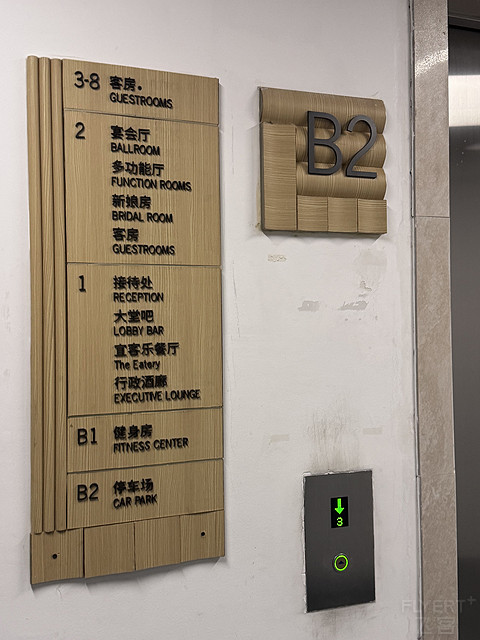 3-8 客房.
GUESTROOMS
2 宴会厅
BALLROOM
多功能厅
FUNCTION ROOMS
新娘房
BRIDAL ROOM
客房
GUESTROOMS
1 接待处
RECEPTION
大堂吧
LOBBY BAR
宜客乐餐厅
The Eatery
行政酒廊
EXECUTIVE LOUNGE
B1 健身房
FITNESS CENTER
B2 停车场
CAR PARK
B2
3
FLYERT+